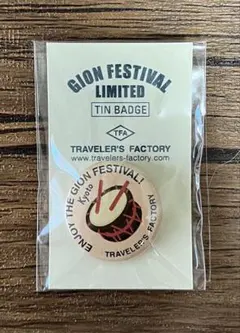 GION FESTIVAL
LIMITED
TIN BADGE
TFA
TRAVELER'S FACTORY
www.travelers-factory.com
ENJOY THE GION FESTIVAL!
Kyoto
TRAVELER'S FACTORY